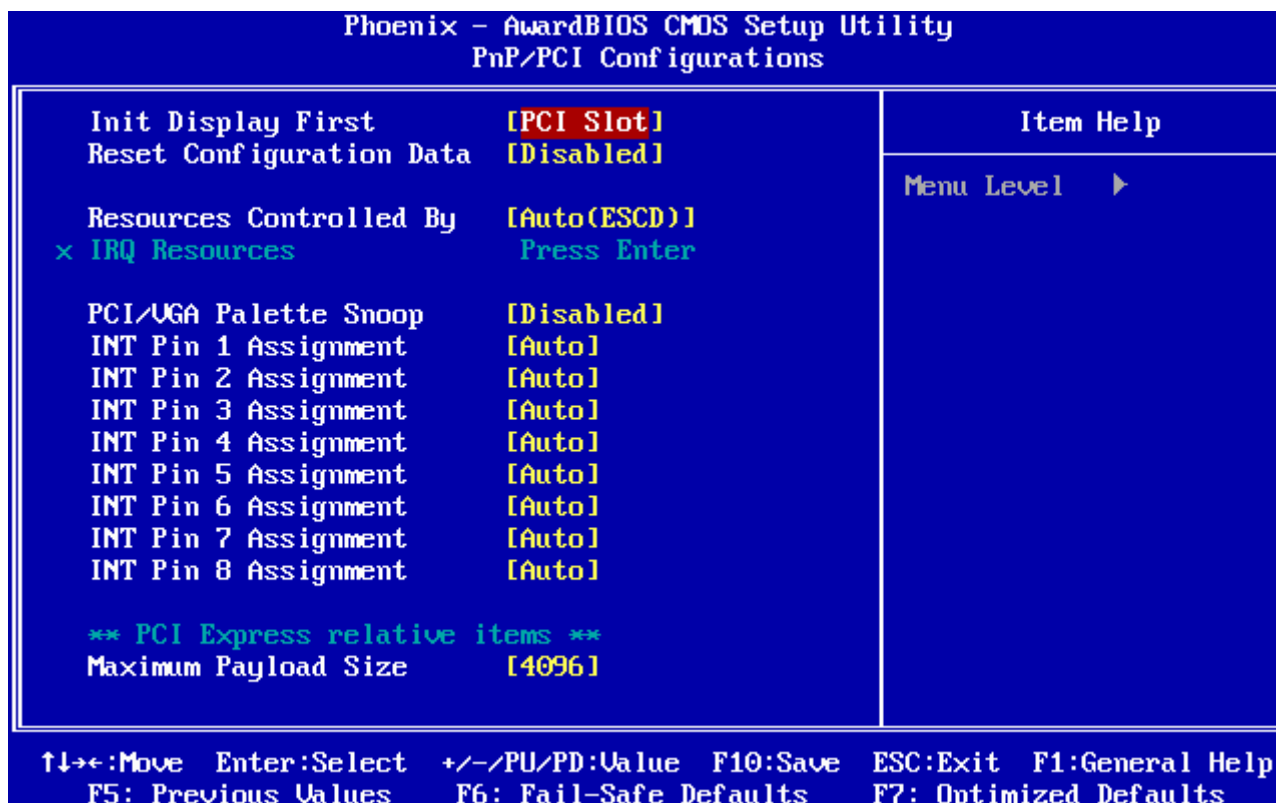 Phoenix - AwardBIOS CMOS Setup Utility
PnP/PCI Configurations
Init Display First [PCI Slot]
Reset Configuration Data [Disabled]
Resources Controlled By [Auto(ESCD)]
x IRQ Resources Press Enter
PCI/VGA Palette Snoop [Disabled]
INT Pin 1 Assignment [Auto]
INT Pin 2 Assignment [Auto]
INT Pin 3 Assignment [Auto]
INT Pin 4 Assignment [Auto]
INT Pin 5 Assignment [Auto]
INT Pin 6 Assignment [Auto]
INT Pin 7 Assignment [Auto]
INT Pin 8 Assignment [Auto]
** PCI Express relative items **
Maximum Payload Size [4096]
Item Help
Menu Level ▶
↑↓→←:Move Enter:Select +/-/PU/PD:Value F10:Save ESC:Exit F1:General Help
F5: Previous Values F6: Fail-Safe Defaults F7: Optimized Defaults